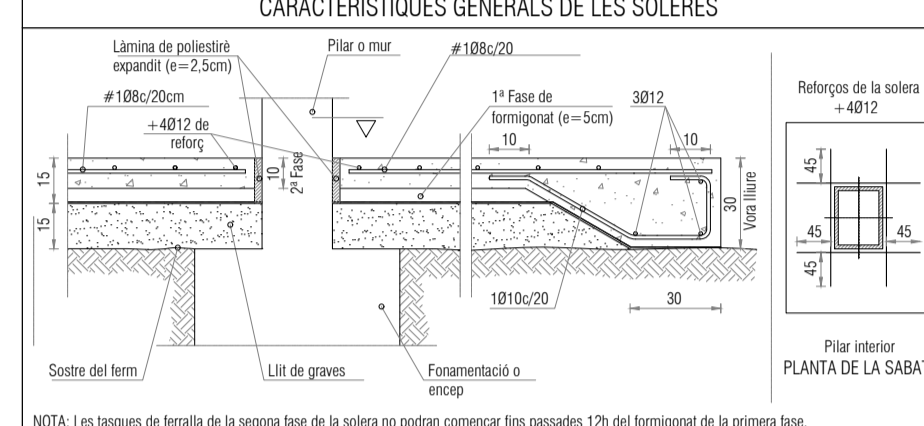 CARACTERÍSTIQUES GENERALS DE LES SOLERES
Làmina de poliestirè
expandit (e=2,5cm)
Pilar o mur
#1Ø8c/20
#1Ø8c/20cm
+4Ø12 de
reforç
1ª Fase de
formigonat (e=5cm)
3Ø12
10
10
15
15
10
2ª Fase
30
Vora lliure
1Ø10c/20
30
Sostre del ferm
Llit de graves
Fonamentació o
encep
Reforços de la solera
+4Ø12
45
45
45
45
Pilar interior
PLANTA DE LA SABAT
NOTA: Les tasques de ferralla de la segona fase de la solera no podran començar fins passades 12h del formigonat de la primera fase.